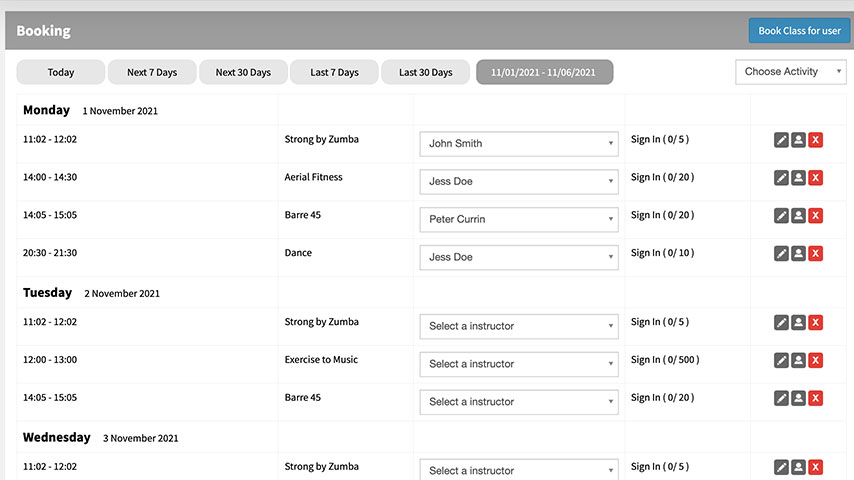 Booking Book Class for user
Today Next 7 Days Next 30 Days Last 7 Days Last 30 Days 11/01/2021 - 11/06/2021 Choose Activity
Monday 1 November 2021
11:02 - 12:02 Strong by Zumba John Smith Sign In ( 0/ 5 ) X
14:00 - 14:30 Aerial Fitness Jess Doe Sign In ( 0/ 20 ) X
14:05 - 15:05 Barre 45 Peter Currin Sign In ( 0/ 20 ) X
20:30 - 21:30 Dance Jess Doe Sign In ( 0/ 10 ) X
Tuesday 2 November 2021
11:02 - 12:02 Strong by Zumba Select a instructor Sign In ( 0/ 5 ) X
12:00 - 13:00 Exercise to Music Select a instructor Sign In ( 0/ 500 ) X
14:05 - 15:05 Barre 45 Select a instructor Sign In ( 0/ 20 ) X
Wednesday 3 November 2021
11:02 - 12:02 Strong by Zumba Select a instructor Sign In ( 0/ 5 ) X